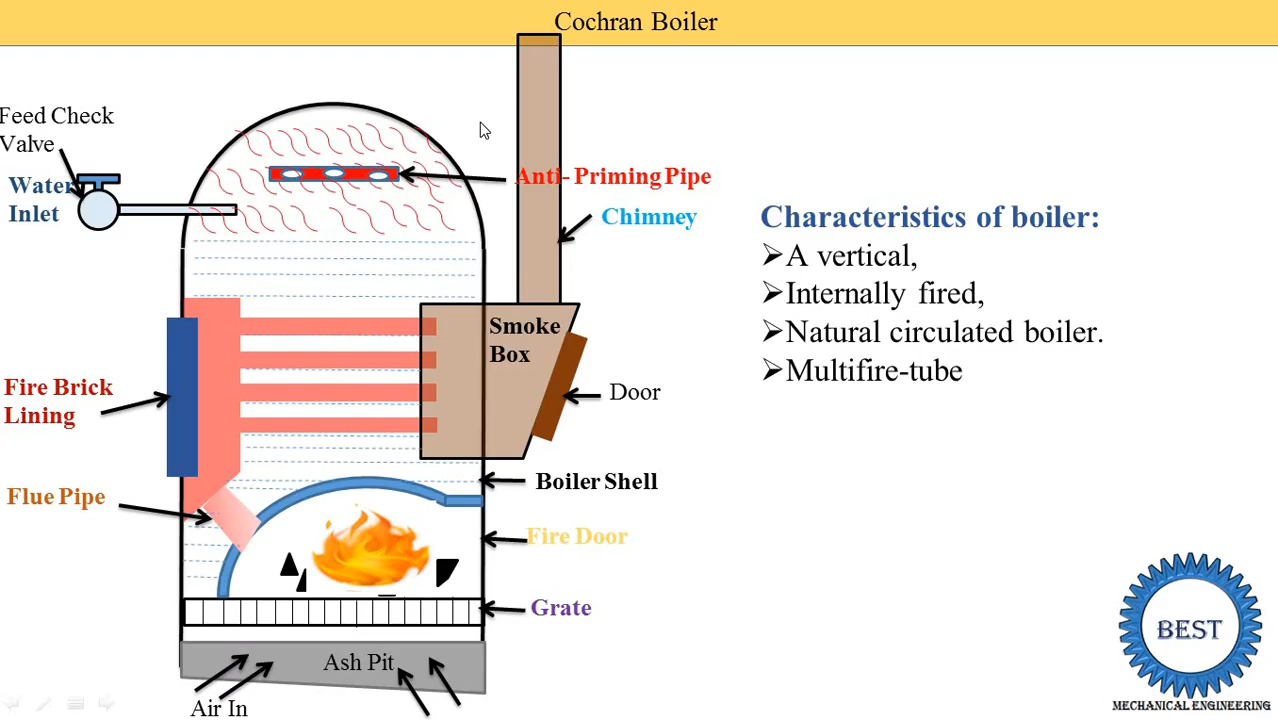 Cochran Boiler
Feed Check
Valve
Water
Inlet
Anti- Priming Pipe
Chimney
Characteristics of boiler:
A vertical,
Internally fired,
Natural circulated boiler.
Multifire-tube
Smoke
Box
Door
Fire Brick
Lining
Boiler Shell
Flue Pipe
Fire Door
Grate
Ash Pit
Air In
BEST
MECHANICAL ENGINEERING